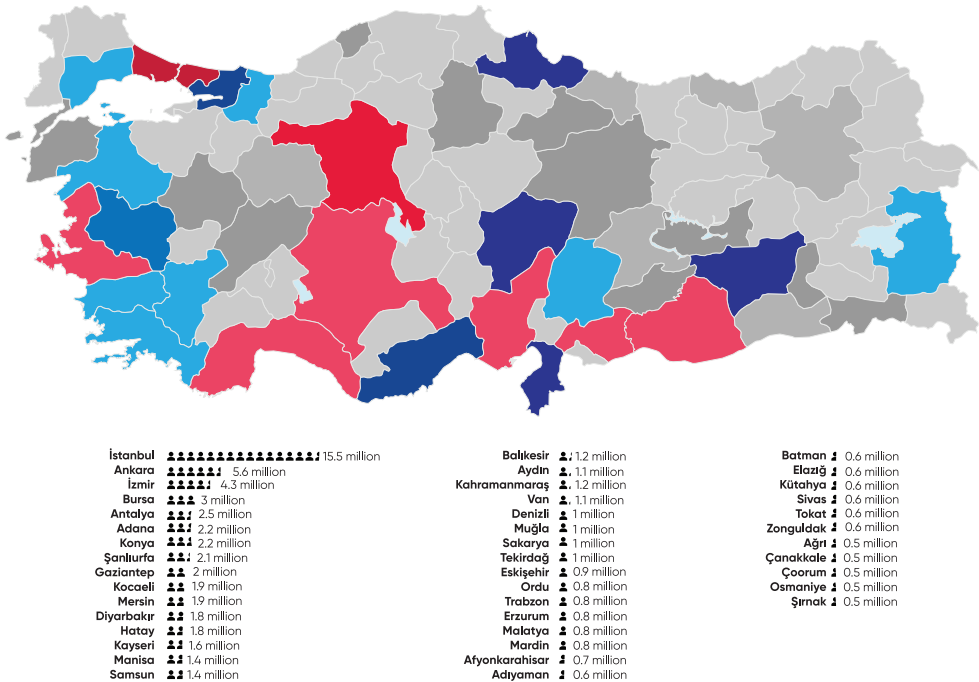 İstanbul 15.5 million
Ankara 5.6 million
İzmir 4.3 million
Bursa 3 million
Antalya 2.5 million
Adana 2.2 million
Konya 2.2 million
Şanlıurfa 2.1 million
Gaziantep 2 million
Kocaeli 1.9 million
Mersin 1.9 million
Diyarbakır 1.8 million
Hatay 1.8 million
Kayseri 1.6 million
Manisa 1.4 million
Samsun 1.4 million
Balıkesir 1.2 million
Aydın 1.1 million
Kahramanmaraş 1.2 million
Van 1.1 million
Denizli 1 million
Muğla 1 million
Sakarya 1 million
Tekirdağ 1 million
Eskişehir 0.9 million
Ordu 0.8 million
Trabzon 0.8 million
Erzurum 0.8 million
Malatya 0.8 million
Mardin 0.8 million
Afyonkarahisar 0.7 million
Adıyaman 0.6 million
Batman 0.6 million
Elazığ 0.6 million
Kütahya 0.6 million
Sivas 0.6 million
Tokat 0.6 million
Zonguldak 0.6 million
Ağrı 0.5 million
Çanakkale 0.5 million
Çoorum 0.5 million
Osmaniye 0.5 million
Şırnak 0.5 million